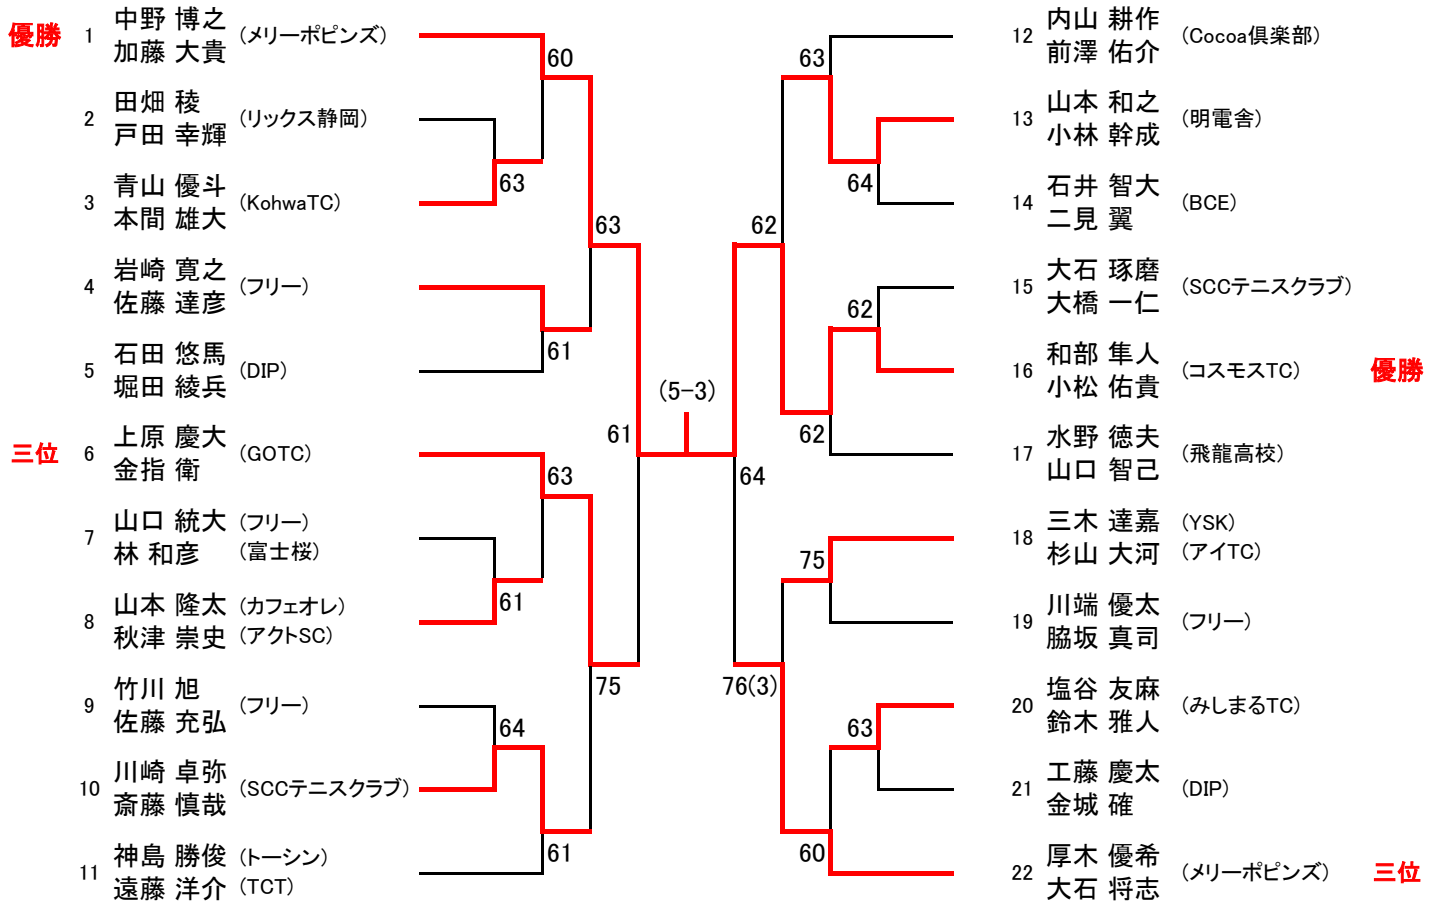 優勝 1 中野 博之 (メリーポピンズ)
加藤 大貴
60
2 田畑 稜 (リックス静岡)
戸田 幸輝
63
3 青山 優斗 (KohwaTC)
本間 雄大
63
4 岩崎 寛之 (フリー)
佐藤 達彦
61
5 石田 悠馬 (DIP)
堀田 綾兵
61
三位 6 上原 慶大 (GOTC)
金指 衛
63
7 山口 統大 (フリー)
林 和彦 (富士桜)
61
8 山本 隆太 (カフェオレ)
秋津 崇史 (アクトSC)
75
9 竹川 旭 (フリー)
佐藤 充弘
64
10 川崎 卓弥 (SCCテニスクラブ)
斎藤 慎哉
61
11 神島 勝俊 (トーシン)
遠藤 洋介 (TCT)
(5-3)
12 内山 耕作 (Cocoa倶楽部)
前澤 佑介
63
13 山本 和之 (明電舎)
小林 幹成
64
14 石井 智大 (BCE)
二見 翼
62
15 大石 琢磨 (SCCテニスクラブ)
大橋 一仁
62
16 和部 隼人 (コスモスTC) 優勝
小松 佑貴
62
17 水野 徳夫 (飛龍高校)
山口 智己
64
18 三木 達嘉 (YSK)
杉山 大河 (アイTC)
75
19 川端 優太 (フリー)
脇坂 真司
76(3)
20 塩谷 友麻 (みしまるTC)
鈴木 雅人
63
21 工藤 慶太 (DIP)
金城 確
60
22 厚木 優希 (メリーポピンズ) 三位
大石 将志